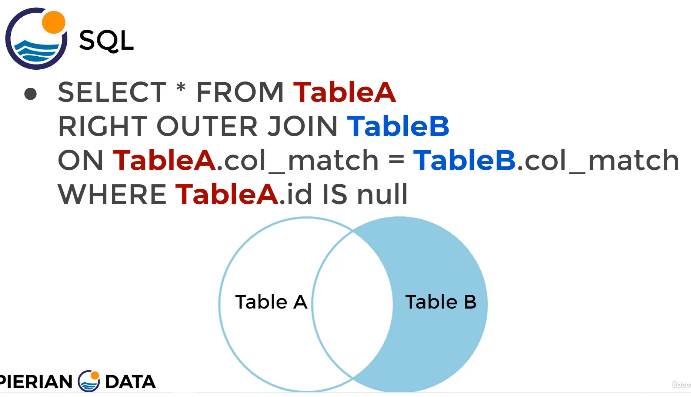 SQL
● SELECT * FROM TableA
RIGHT OUTER JOIN TableB
ON TableA.col_match = TableB.col_match
WHERE TableA.id IS null
Table A
Table B
PIERIAN DATA